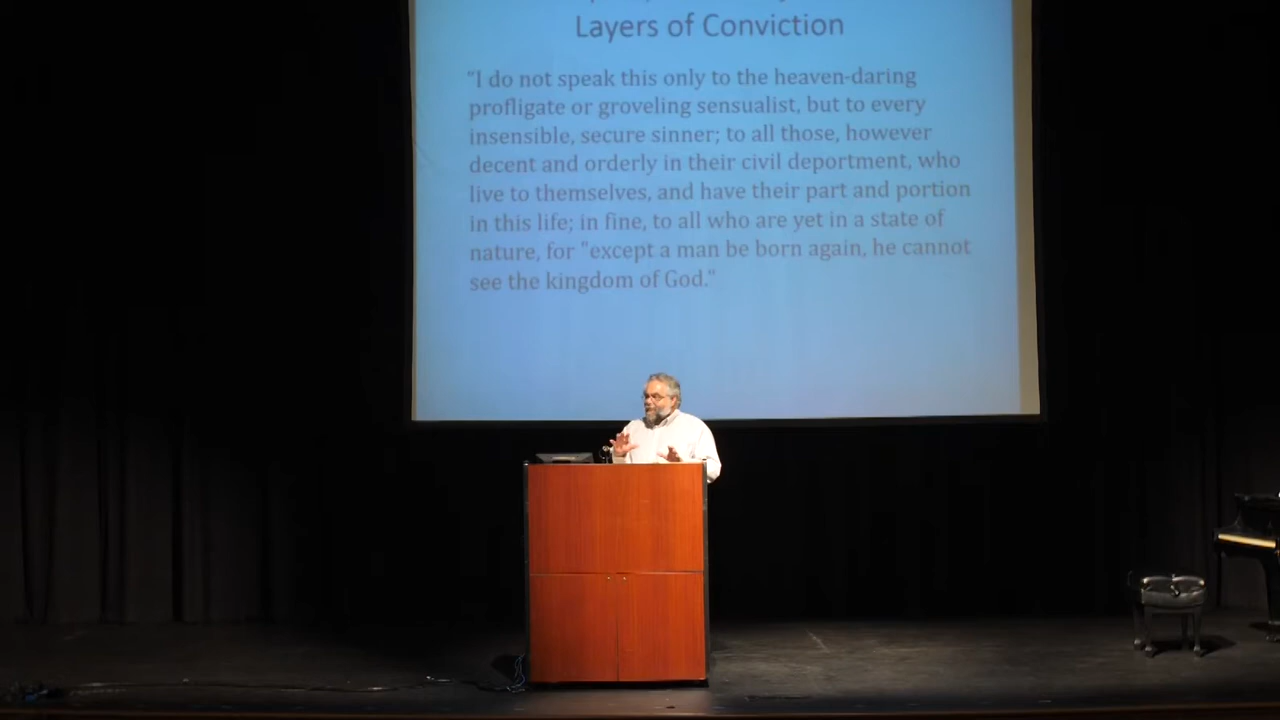 Layers of Conviction
"I do not speak this only to the heaven-daring
profligate or groveling sensualist, but to every
insensible, secure sinner; to all those, however
decent and orderly in their civil deportment, who
live to themselves, and have their part and portion
in this life; in fine, to all who are yet in a state of
nature, for "except a man be born again, he cannot
see the kingdom of God."